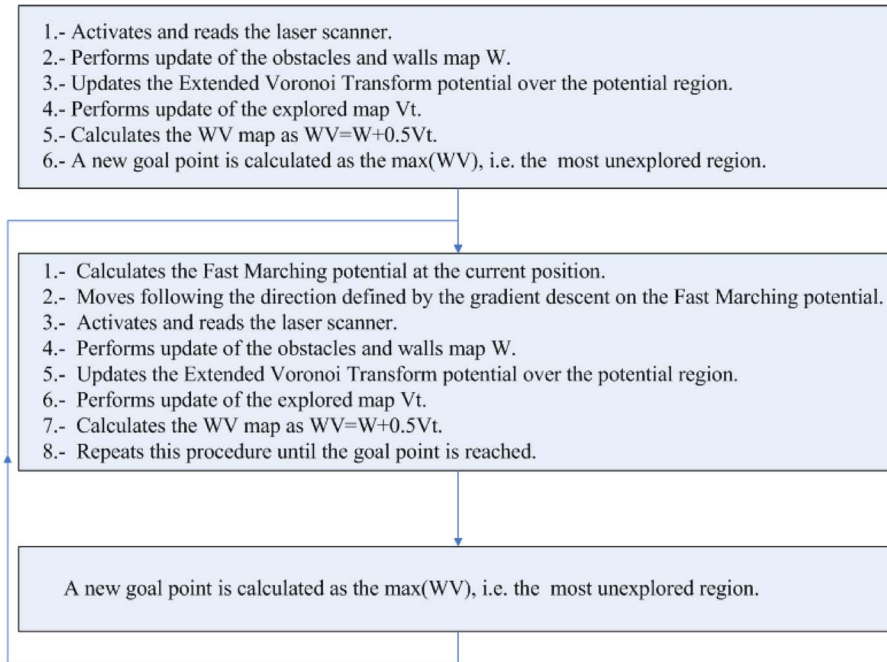 1.- Activates and reads the laser scanner.
2.- Performs update of the obstacles and walls map W.
3.- Updates the Extended Voronoi Transform potential over the potential region.
4.- Performs update of the explored map Vt.
5.- Calculates the WV map as WV=W+0.5Vt.
6.- A new goal point is calculated as the max(WV), i.e. the most unexplored region.
1.- Calculates the Fast Marching potential at the current position.
2.- Moves following the direction defined by the gradient descent on the Fast Marching potential.
3.- Activates and reads the laser scanner.
4.- Performs update of the obstacles and walls map W.
5.- Updates the Extended Voronoi Transform potential over the potential region.
6.- Performs update of the explored map Vt.
7.- Calculates the WV map as WV=W+0.5Vt.
8.- Repeats this procedure until the goal point is reached.
A new goal point is calculated as the max(WV), i.e. the most unexplored region.